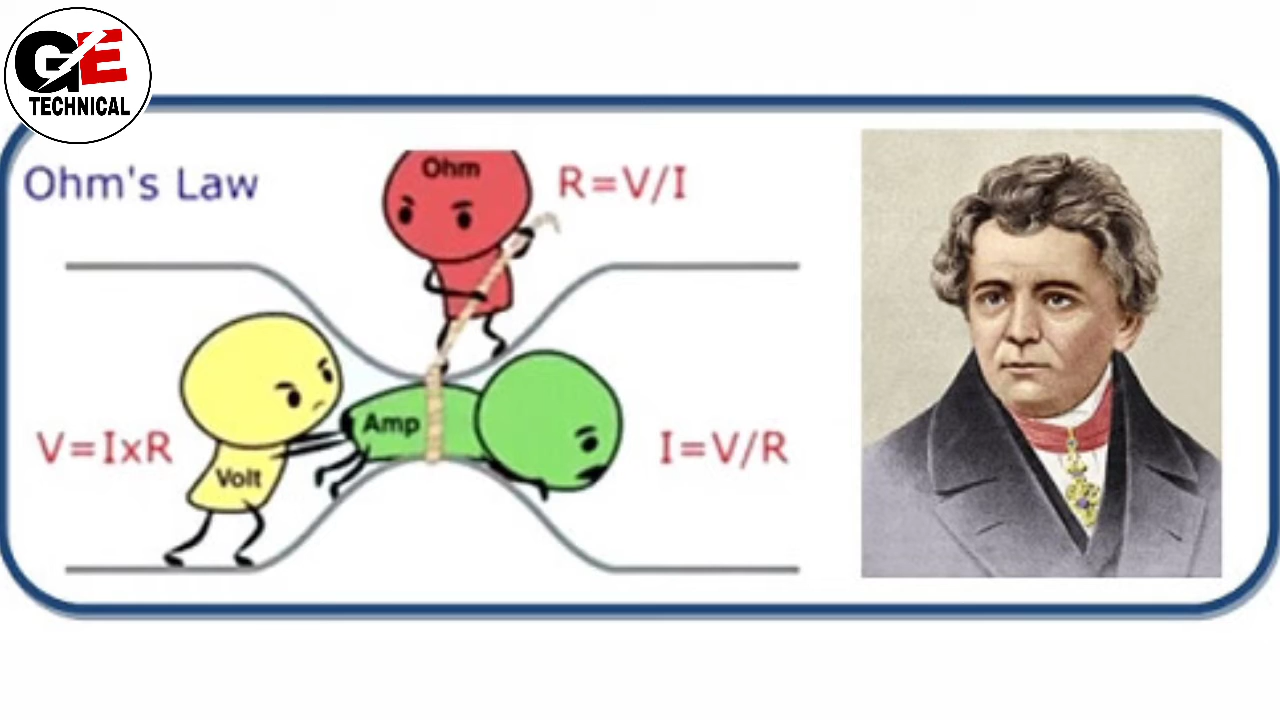 GE
TECHNICAL
Ohm's Law
Ohm
R=V/I
V=IxR
Volt
Amp
I=V/R